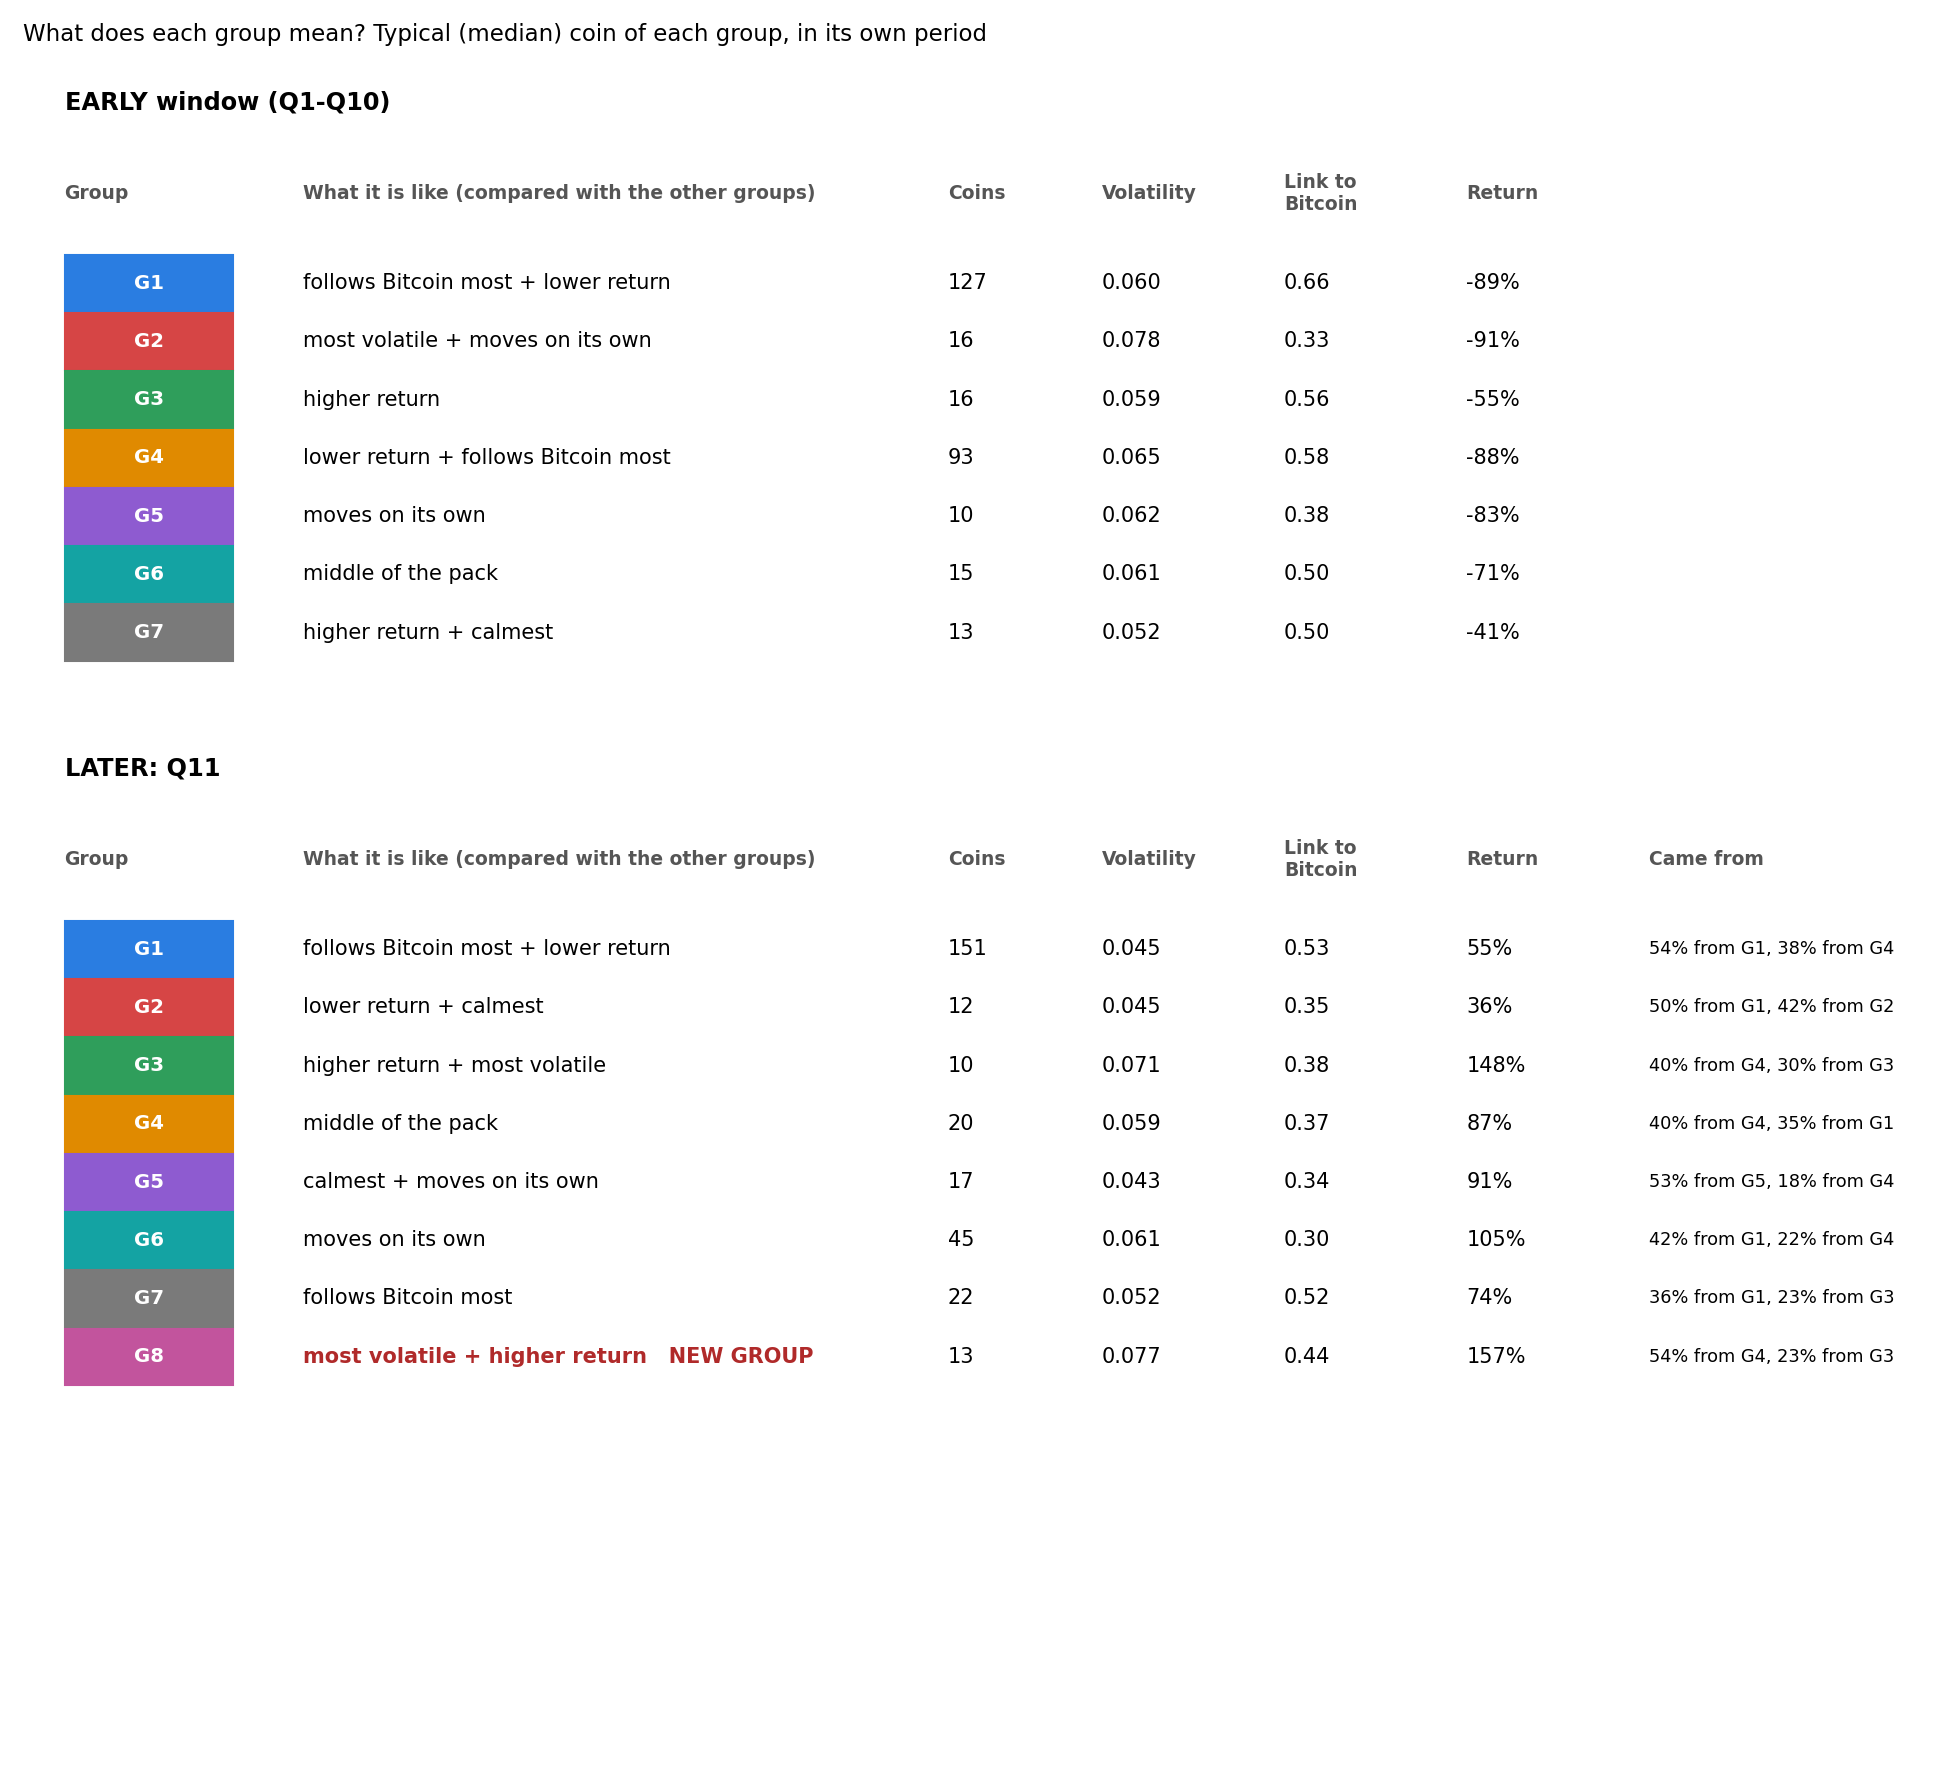 What does each group mean? Typical (median) coin of each group, in its own period
EARLY window (Q1-Q10)
Group What it is like (compared with the other groups) Coins Volatility Link to Bitcoin Return
G1 follows Bitcoin most + lower return 127 0.060 0.66 -89%
G2 most volatile + moves on its own 16 0.078 0.33 -91%
G3 higher return 16 0.059 0.56 -55%
G4 lower return + follows Bitcoin most 93 0.065 0.58 -88%
G5 moves on its own 10 0.062 0.38 -83%
G6 middle of the pack 15 0.061 0.50 -71%
G7 higher return + calmest 13 0.052 0.50 -41%
LATER: Q11
Group What it is like (compared with the other groups) Coins Volatility Link to Bitcoin Return Came from
G1 follows Bitcoin most + lower return 151 0.045 0.53 55% 54% from G1, 38% from G4
G2 lower return + calmest 12 0.045 0.35 36% 50% from G1, 42% from G2
G3 higher return + most volatile 10 0.071 0.38 148% 40% from G4, 30% from G3
G4 middle of the pack 20 0.059 0.37 87% 40% from G4, 35% from G1
G5 calmest + moves on its own 17 0.043 0.34 91% 53% from G5, 18% from G4
G6 moves on its own 45 0.061 0.30 105% 42% from G1, 22% from G4
G7 follows Bitcoin most 22 0.052 0.52 74% 36% from G1, 23% from G3
G8 most volatile + higher return NEW GROUP 13 0.077 0.44 157% 54% from G4, 23% from G3